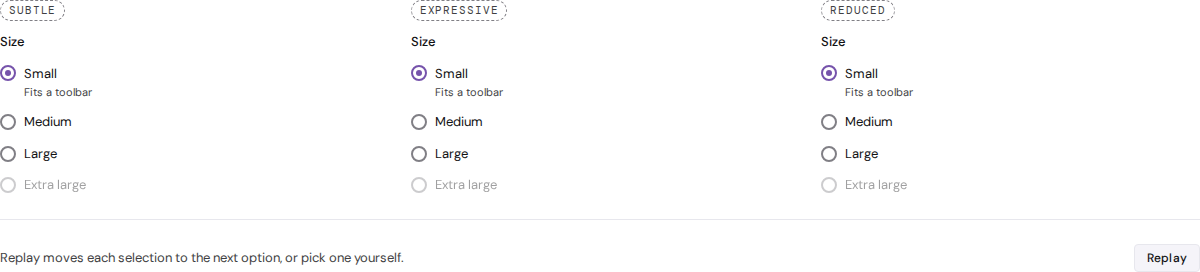 SUBTLE
Size
Small
Fits a toolbar
Medium
Large
Extra large
EXPRESSIVE
Size
Small
Fits a toolbar
Medium
Large
Extra large
REDUCED
Size
Small
Fits a toolbar
Medium
Large
Extra large
Replay moves each selection to the next option, or pick one yourself.
Replay